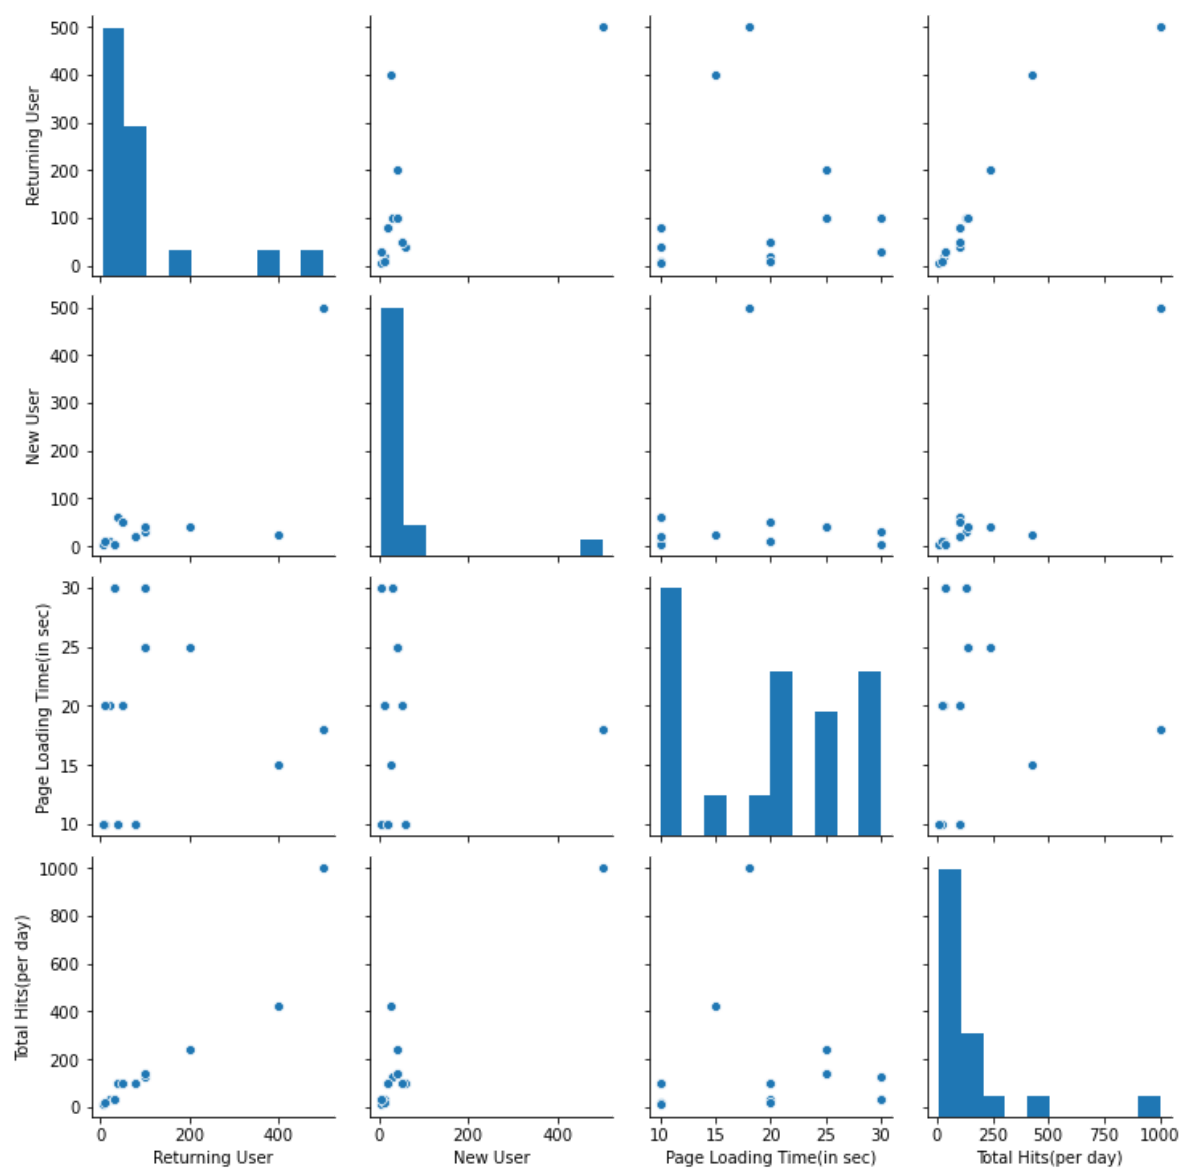 500
400
300
200
100
0
Returning User
500
400
300
200
100
0
New User
30
25
20
15
10
Page Loading Time(in sec)
1000
800
600
400
200
0
Total Hits(per day)
0 200 400
0 200 400
10 15 20 25 30
0 250 500 750 1000
Returning User
New User
Page Loading Time(in sec)
Total Hits(per day)